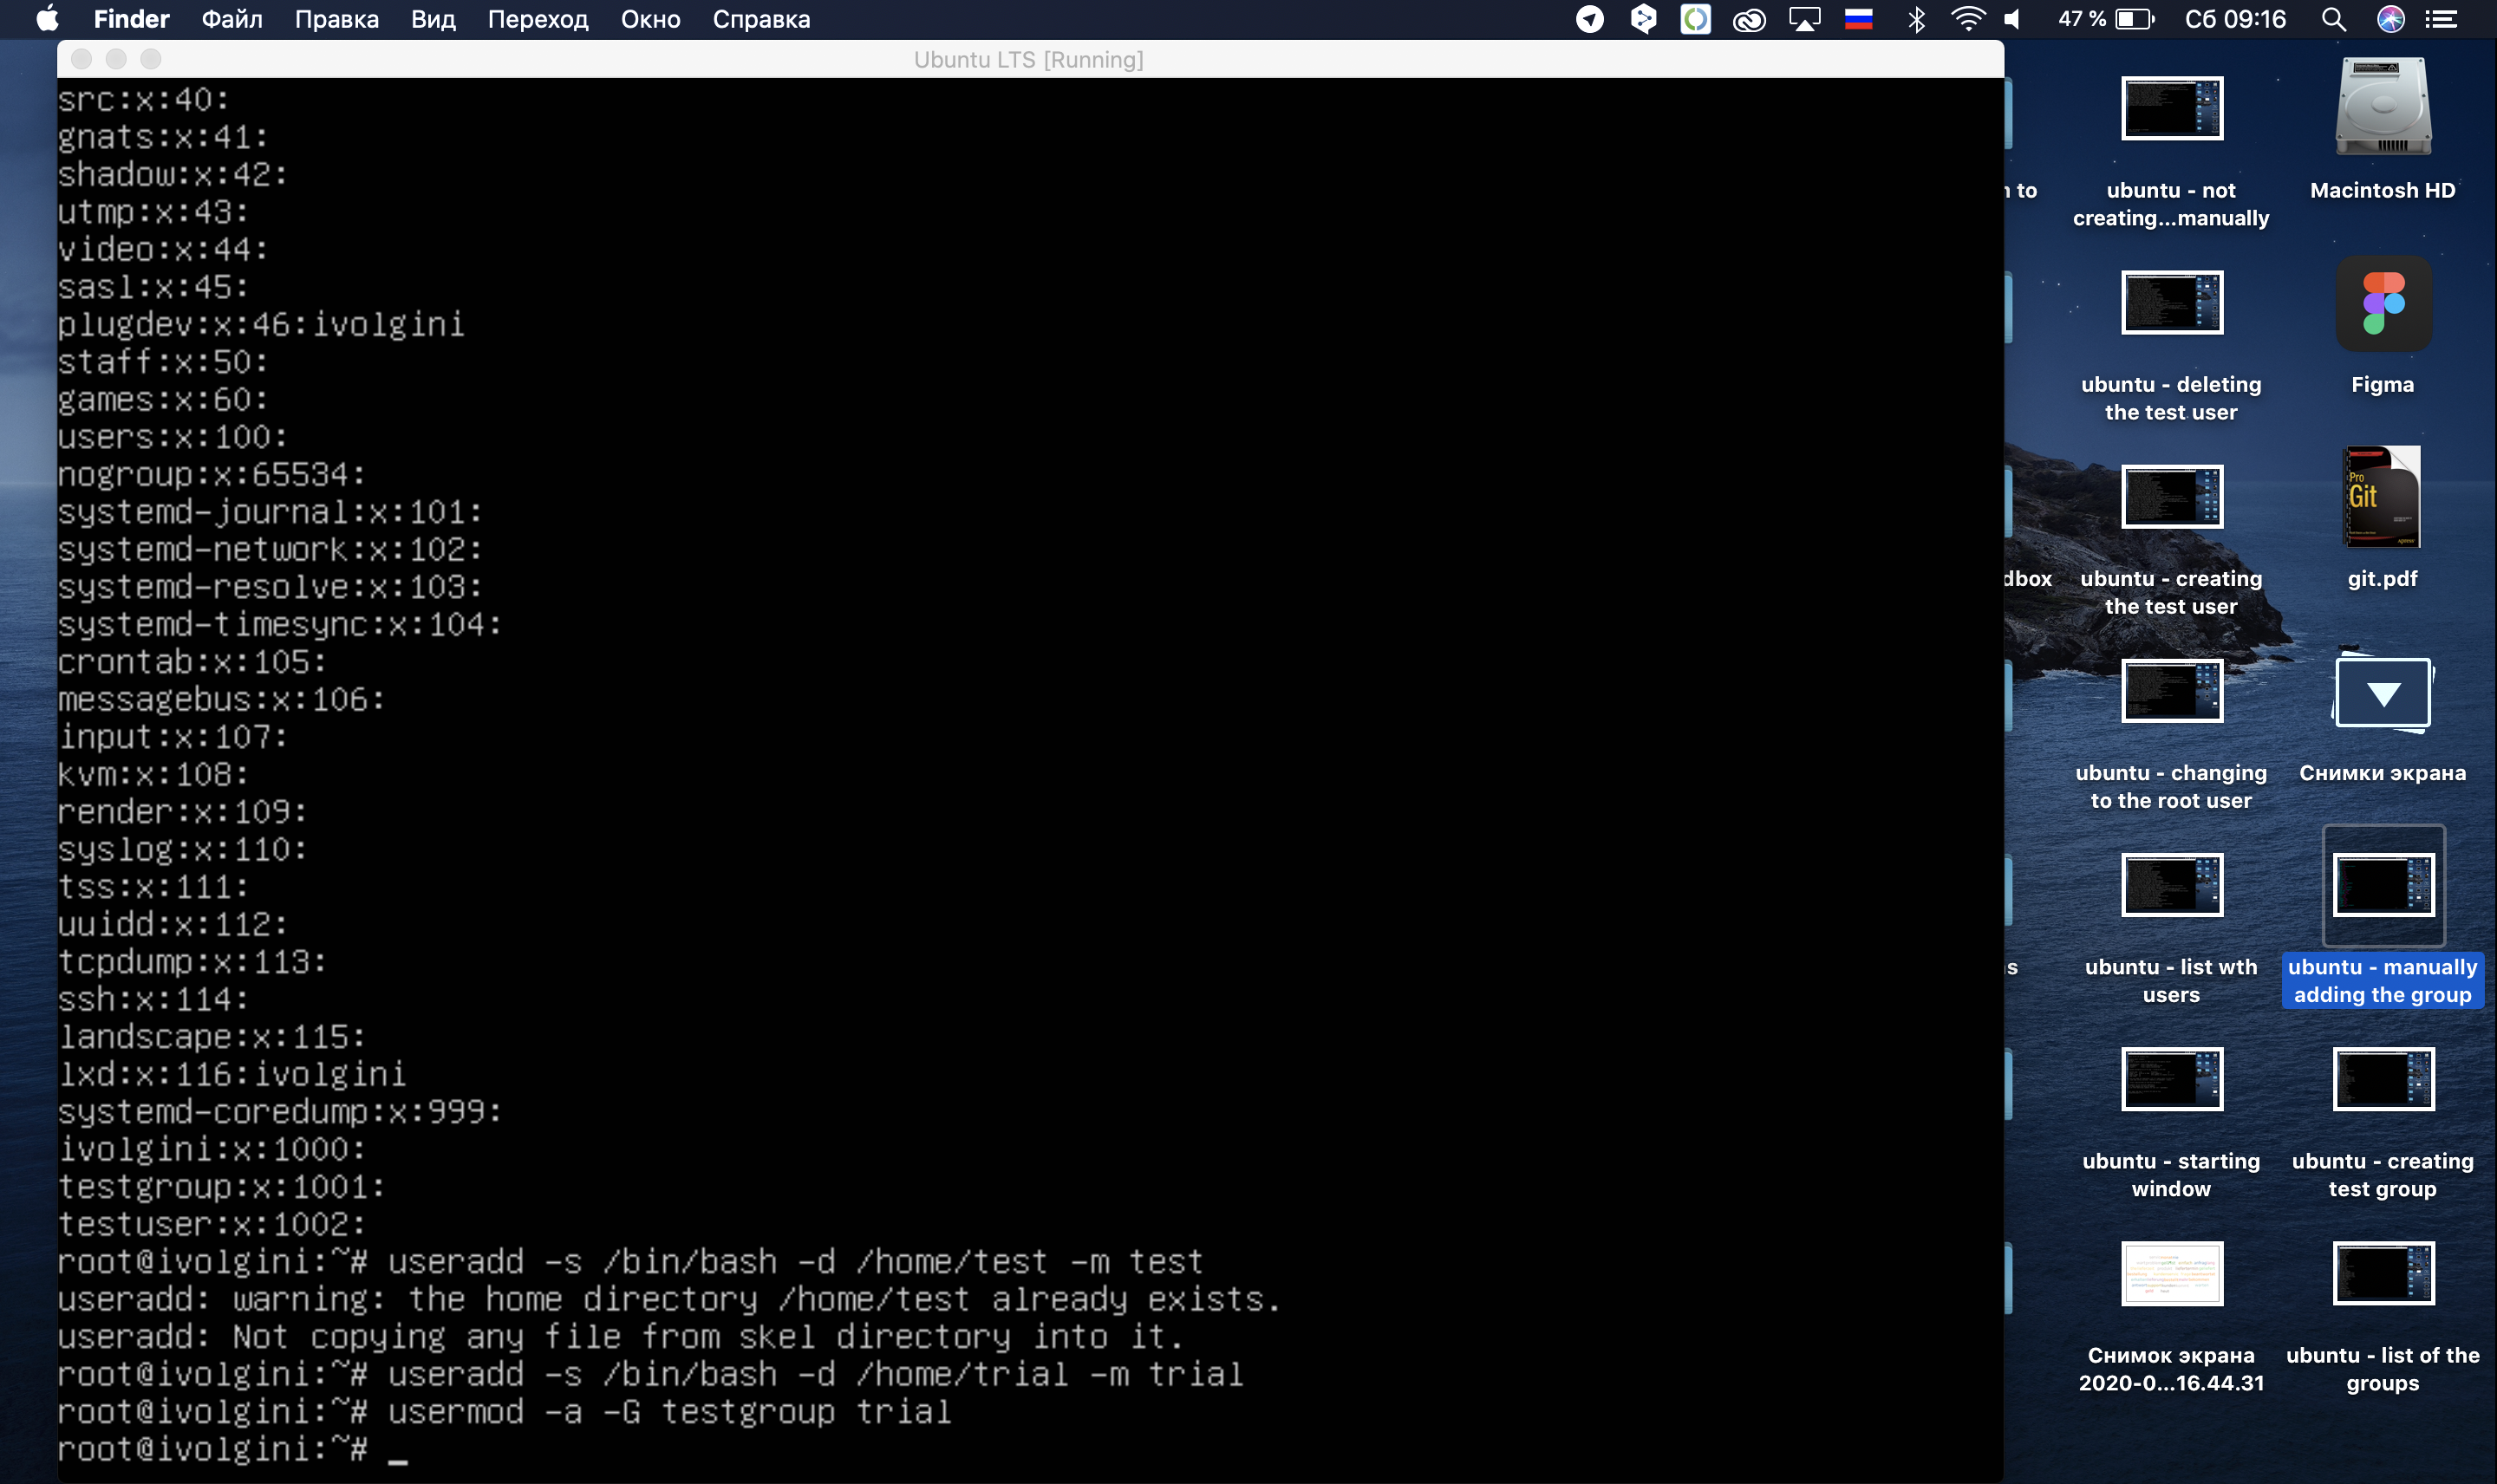 Finder Файл Правка Вид Переход Окно Справка 47 % Сб 09:16
Ubuntu LTS [Running]
src:x:40:
gnats:x:41:
shadow:x:42:
utmp:x:43:
video:x:44:
sasl:x:45:
plugdev:x:46:ivolgini
staff:x:50:
games:x:60:
users:x:100:
nogroup:x:65534:
systemd-journal:x:101:
systemd-network:x:102:
systemd-resolve:x:103:
systemd-timesync:x:104:
crontab:x:105:
messagebus:x:106:
input:x:107:
kvm:x:108:
render:x:109:
syslog:x:110:
tss:x:111:
uuidd:x:112:
tcpdump:x:113:
ssh:x:114:
landscape:x:115:
lxd:x:116:ivolgini
systemd-coredump:x:999:
ivolgini:x:1000:
testgroup:x:1001:
testuser:x:1002:
root@ivolgini:~# useradd -s /bin/bash -d /home/test -m test
useradd: warning: the home directory /home/test already exists.
useradd: Not copying any file from skel directory into it.
root@ivolgini:~# useradd -s /bin/bash -d /home/trial -m trial
root@ivolgini:~# usermod -a -G testgroup trial
root@ivolgini:~# _
to
dbox
s
ubuntu - not
creating...manually
ubuntu - deleting
the test user
ubuntu - creating
the test user
ubuntu - changing
to the root user
ubuntu - list wth
users
ubuntu - starting
window
Снимок экрана
2020-0...16.44.31
Macintosh HD
Figma
Pro
Git
git.pdf
Снимки экрана
ubuntu - manually
adding the group
ubuntu - creating
test group
ubuntu - list of the
groups